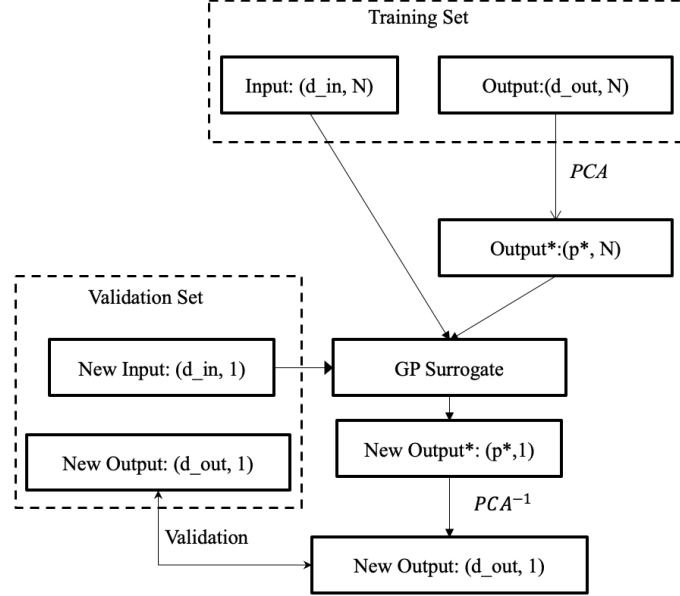 Training Set
Input: (d_in, N)
Output:(d_out, N)
PCA
Output*:(p*, N)
Validation Set
New Input: (d_in, 1)
GP Surrogate
New Output: (d_out, 1)
New Output*: (p*,1)
PCA⁻¹
Validation
New Output: (d_out, 1)